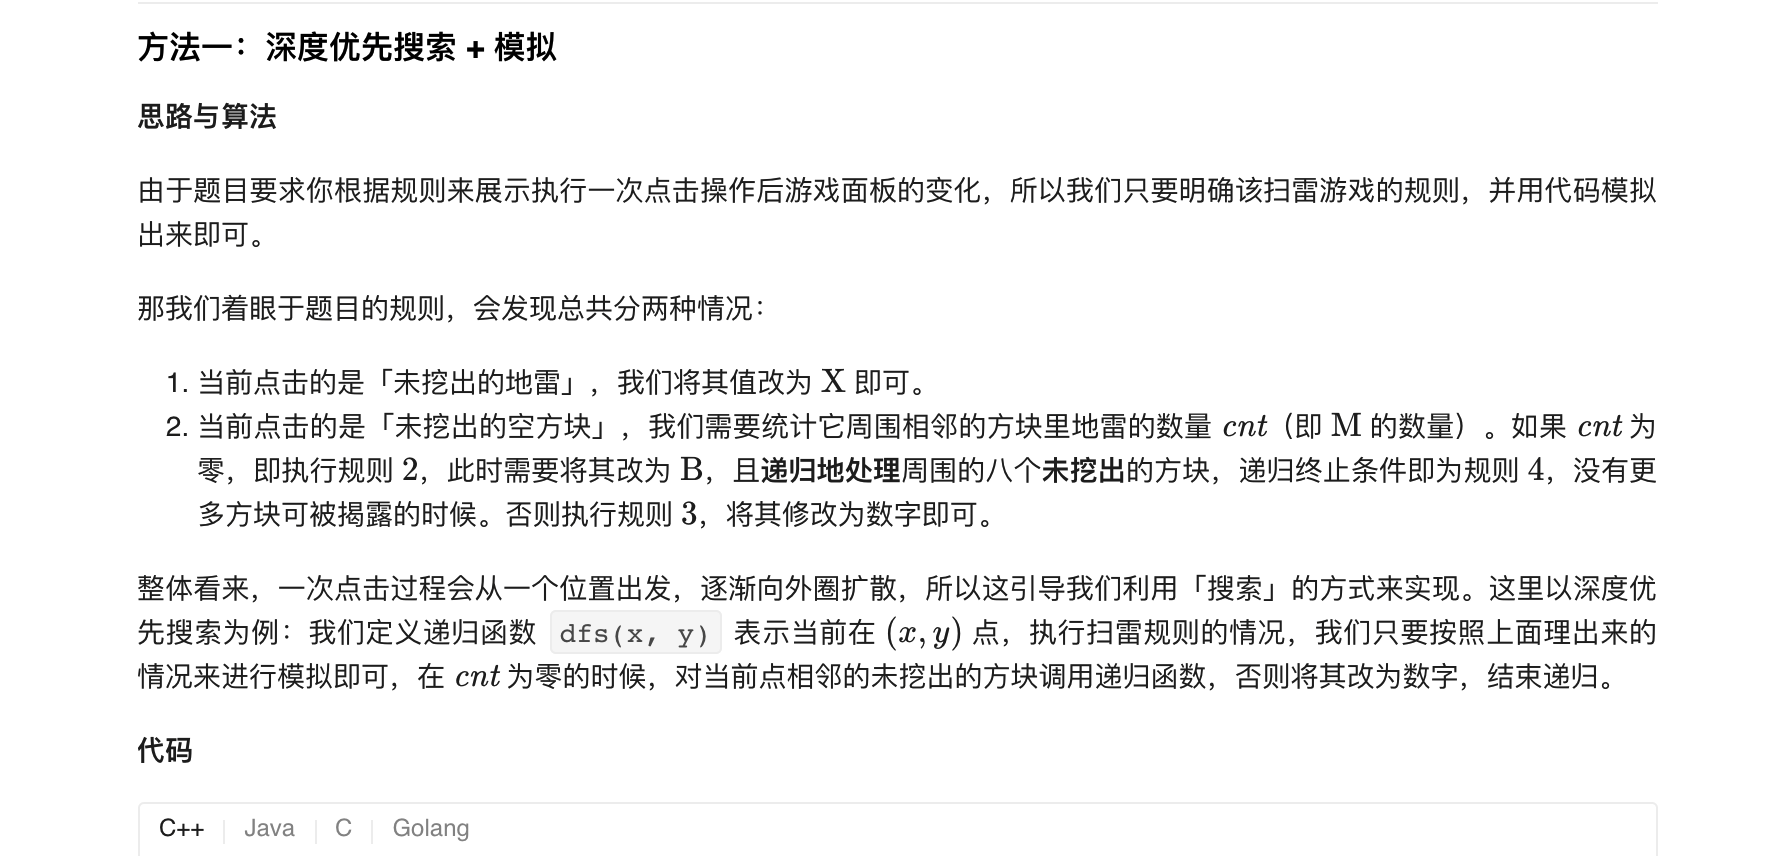 方法一：深度优先搜索 + 模拟
思路与算法
由于题目要求你根据规则来展示执行一次点击操作后游戏面板的变化，所以我们只要明确该扫雷游戏的规则，并用代码模拟
出来即可。
那我们着眼于题目的规则，会发现总共分两种情况：
1. 当前点击的是「未挖出的地雷」，我们将其值改为 X 即可。
2. 当前点击的是「未挖出的空方块」，我们需要统计它周围相邻的方块里地雷的数量 cnt（即 M 的数量）。如果 cnt 为
零，即执行规则 2，此时需要将其改为 B，且递归地处理周围的八个未挖出的方块，递归终止条件即为规则 4，没有更
多方块可被揭露的时候。否则执行规则 3，将其修改为数字即可。
整体看来，一次点击过程会从一个位置出发，逐渐向外圈扩散，所以这引导我们利用「搜索」的方式来实现。这里以深度优
先搜索为例：我们定义递归函数 dfs(x, y) 表示当前在 (x, y) 点，执行扫雷规则的情况，我们只要按照上面理出来的
情况来进行模拟即可，在 cnt 为零的时候，对当前点相邻的未挖出的方块调用递归函数，否则将其改为数字，结束递归。
代码
C++ Java C Golang